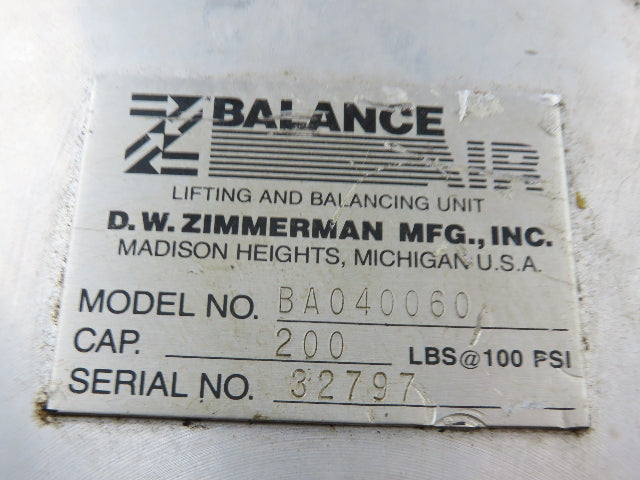 BALANCE
AIR
LIFTING AND BALANCING UNIT
D.W. ZIMMERMAN MFG., INC.
MADISON HEIGHTS, MICHIGAN U.S.A.
MODEL NO. BA040060
CAP. 200 LBS @ 100 PSI
SERIAL NO. 32797